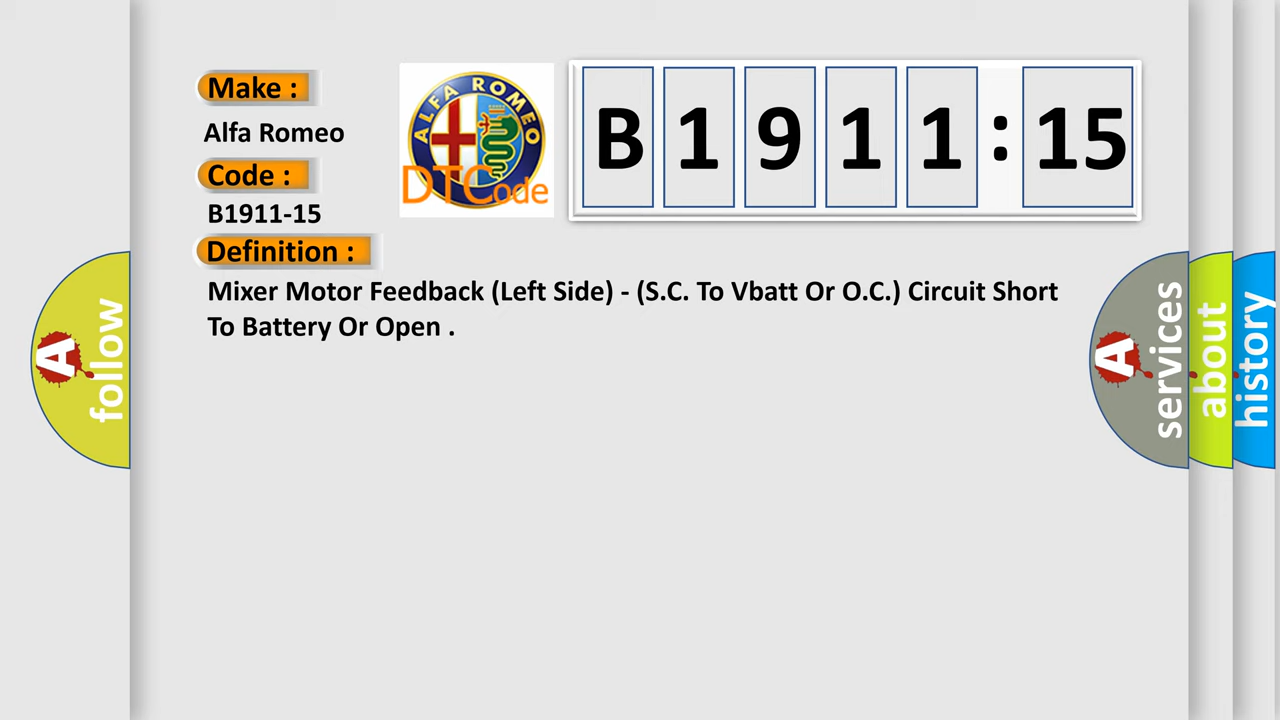 Make :
Alfa Romeo
Code :
B1911-15
Definition :
Mixer Motor Feedback (Left Side) - (S.C. To Vbatt Or O.C.) Circuit Short
To Battery Or Open .
ALFA ROMEO
DTCode
B 1 9 1 1 : 15
A follow
A services
about
history